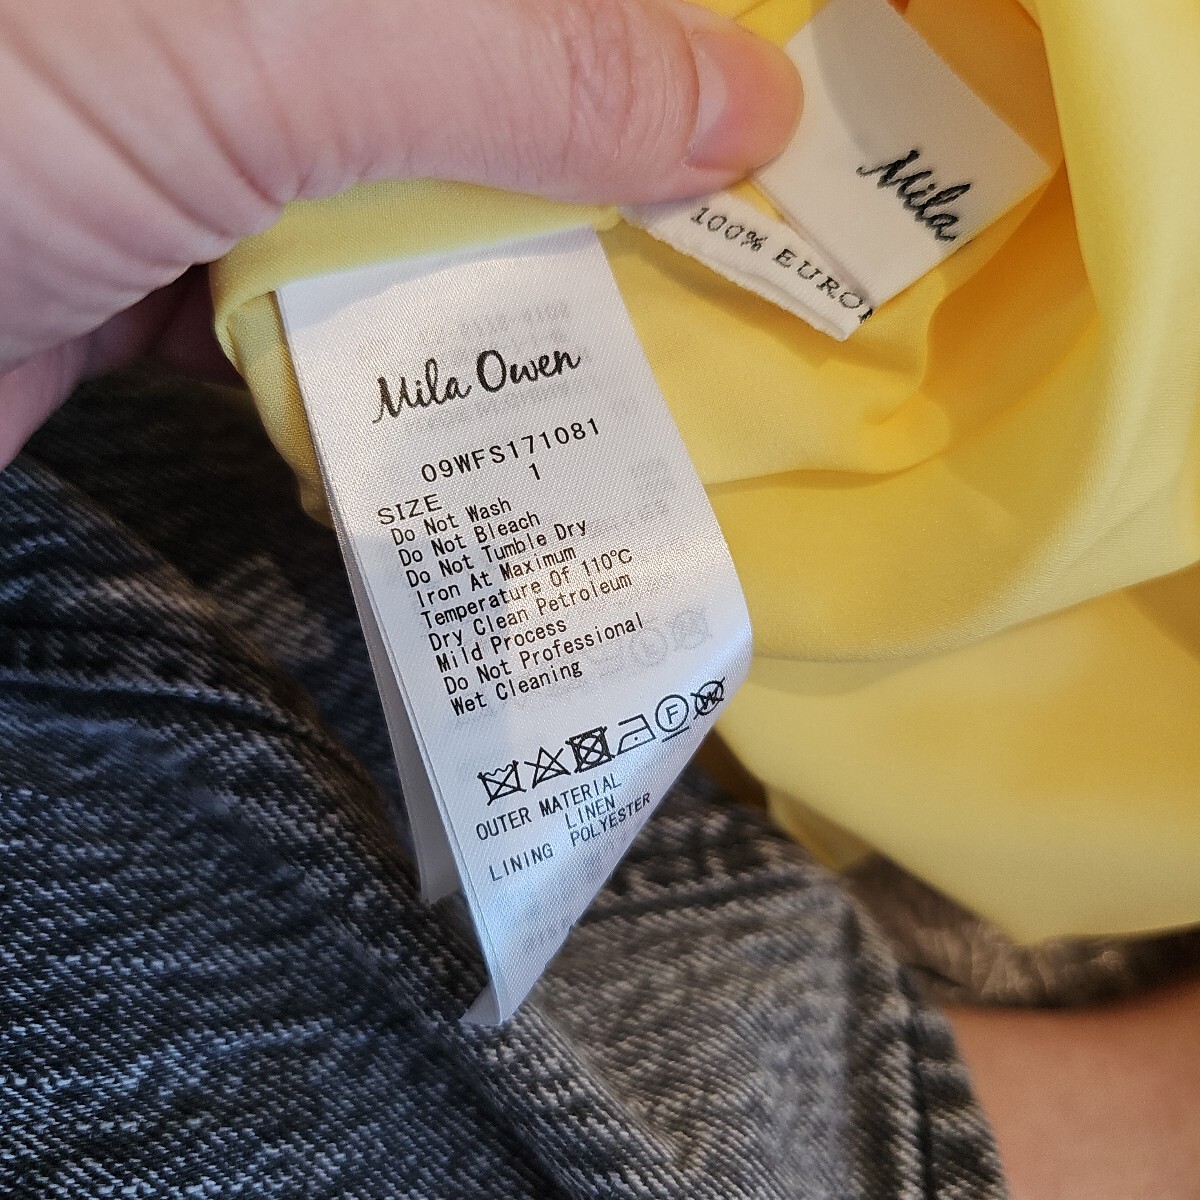 Mila
100% EURO
Mila Owen
09WFS171081
SIZE 1
Do Not Wash
Do Not Bleach
Do Not Tumble Dry
Iron At Maximum
Temperature Of 110℃
Dry Clean Petroleum
Mild Process
Do Not Professional
Wet Cleaning
F W
OUTER MATERIAL
LINEN
LINING POLYESTER